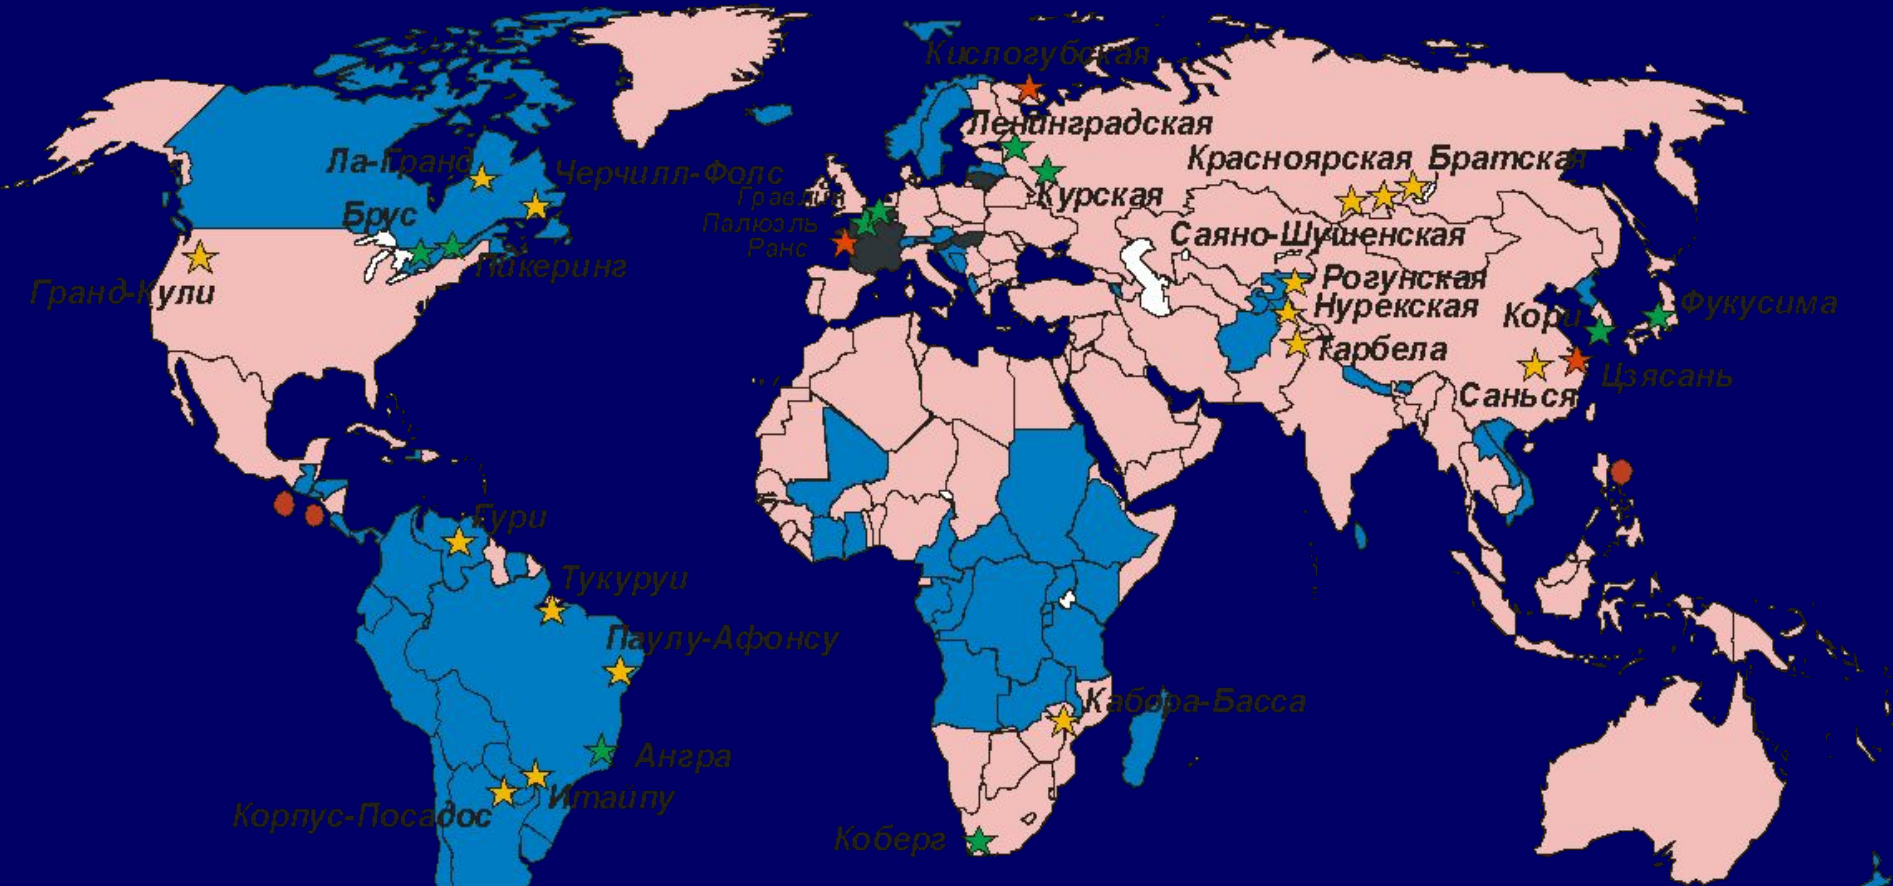 Кислогубская
Ленинградская
Ла-Гранд
Черчилл-Фолс
Красноярская Братская
Гравлин
Курская
Брус
Палюэль
Ранс
Саяно-Шушенская
Пикеринг
Гранд-Кули
Рогунская
Нурекская
Кори
Фукусима
Тарбела
Цзясань
Санься
Гури
Тукуруи
Паулу-Афонсу
Кабора-Басса
Ангра
Итаипу
Корпус-Посадос
Коберг